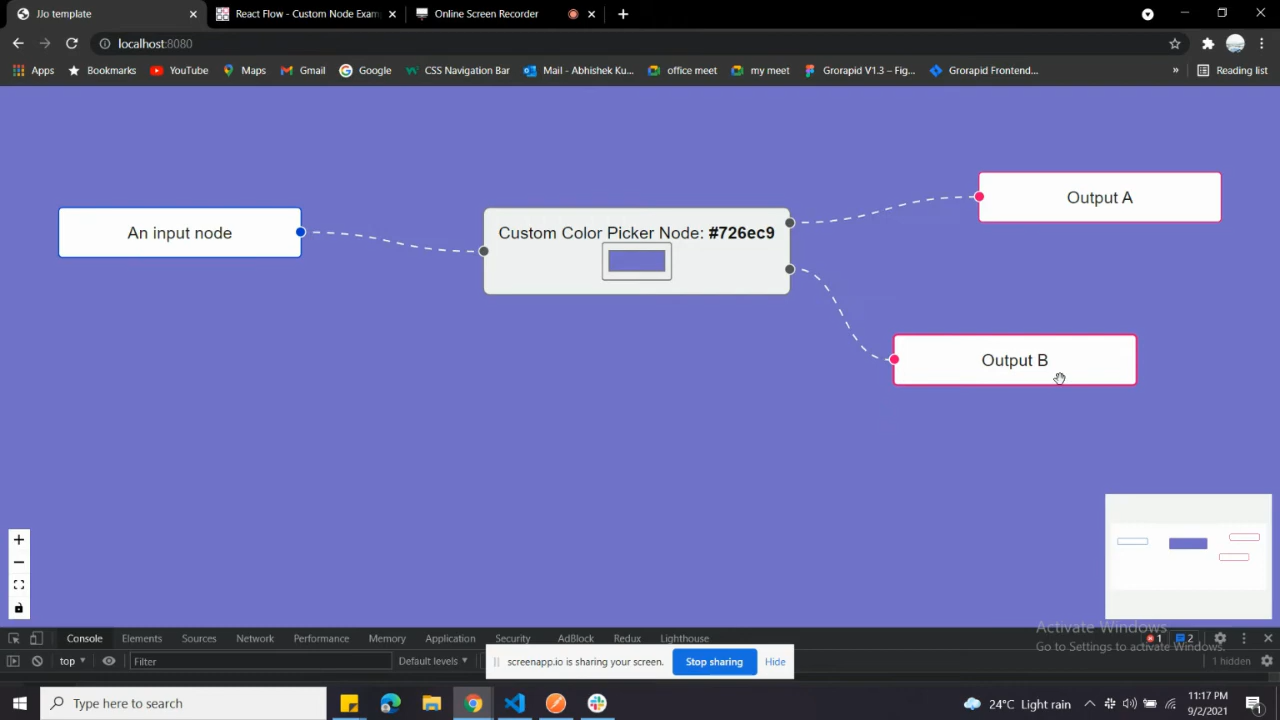 JJo template
React Flow - Custom Node Exam
Online Screen Recorder
localhost:8080
Apps
Bookmarks
YouTube
Maps
Gmail
Google
CSS Navigation Bar
Mail - Abhishek Ku...
office meet
my meet
Grorapid V1.3 – Fig...
Grorapid Frontend...
»
Reading list
An input node
Custom Color Picker Node: #726ec9
Output A
Output B
Console
Elements
Sources
Network
Performance
Memory
Application
Security
AdBlock
Redux
Lighthouse
1
2
top
Filter
Default levels
1 hidden
screenapp.io is sharing your screen.
Stop sharing
Hide
Activate Windows
Go to Settings to activate Windows.
Type here to search
24°C Light rain
11:17 PM
9/2/2021
1